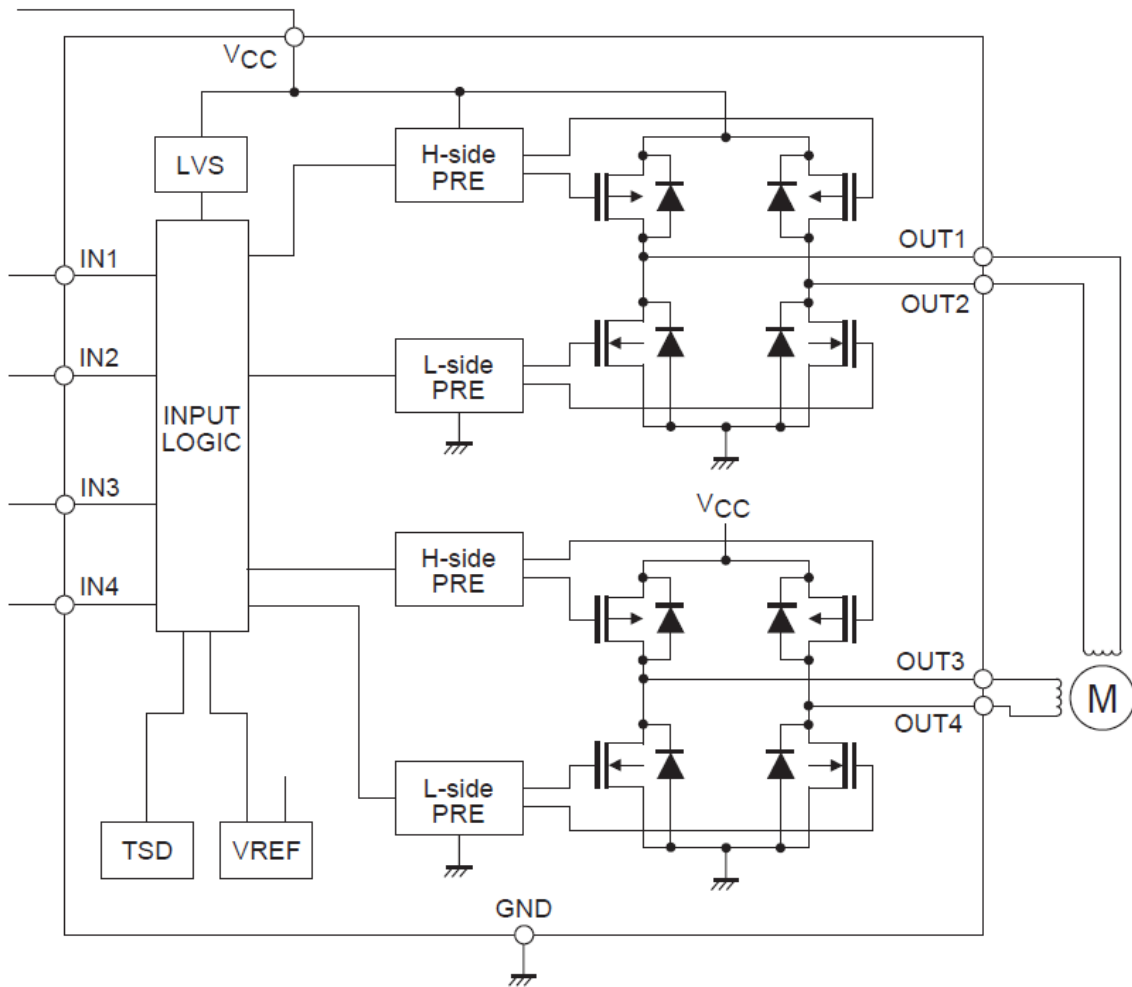 VCC
LVS
H-side
PRE
IN1
OUT1
OUT2
IN2
L-side
PRE
INPUT
LOGIC
IN3
VCC
H-side
PRE
IN4
OUT3
M
OUT4
L-side
PRE
TSD
VREF
GND